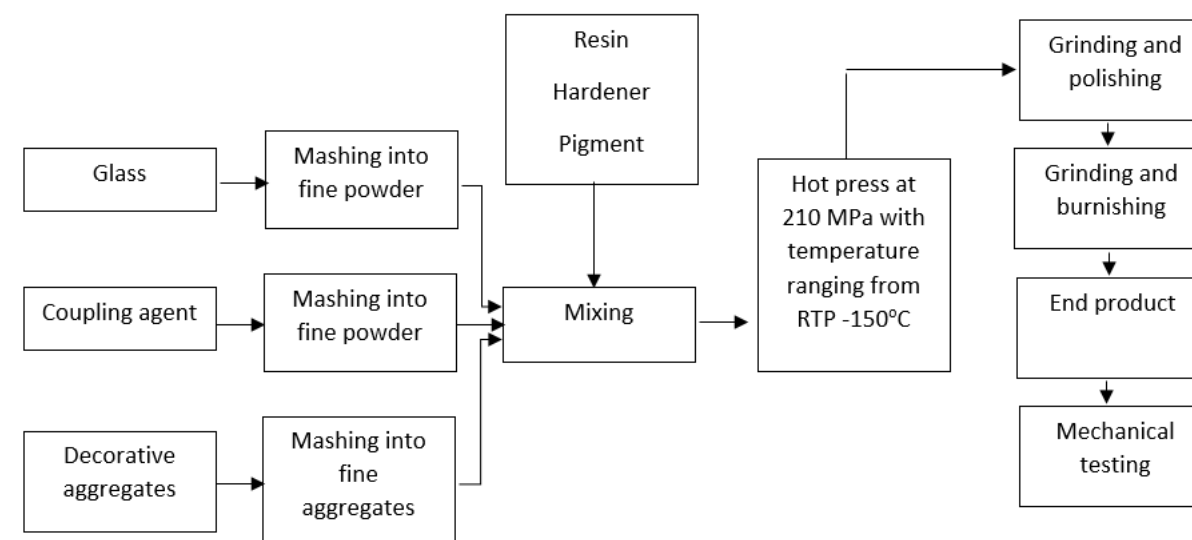 Glass
Mashing into
fine powder
Coupling agent
Mashing into
fine powder
Decorative
aggregates
Mashing into
fine
aggregates
Resin
Hardener
Pigment
Mixing
Hot press at
210 MPa with
temperature
ranging from
RTP -150°C
Grinding and
polishing
Grinding and
burnishing
End product
Mechanical
testing